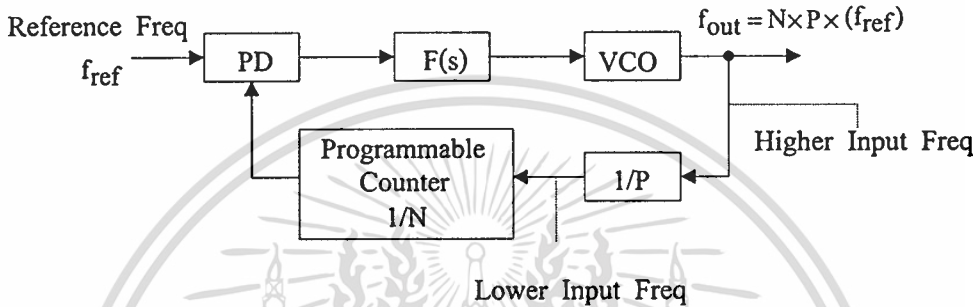 f_out = N×P×(f_ref)
Reference Freq
f_ref
PD
F(s)
VCO
Higher Input Freq
Programmable
Counter
1/N
1/P
Lower Input Freq